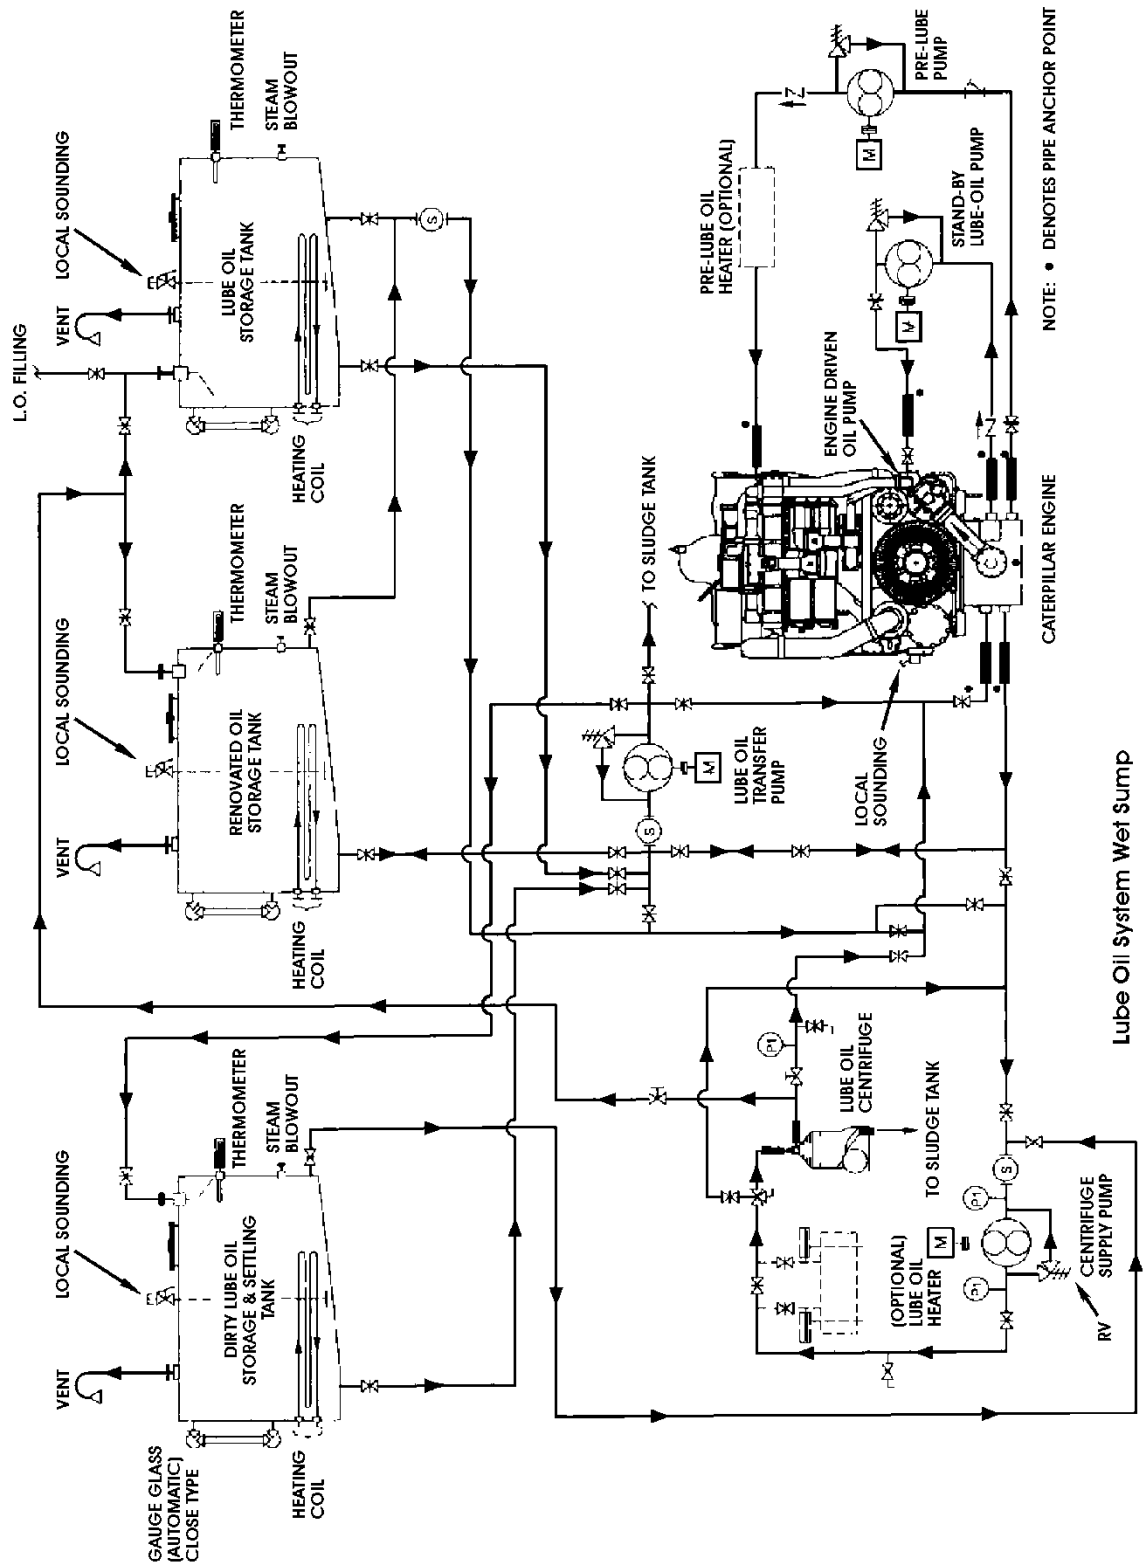 GAUGE GLASS
(AUTOMATIC)
CLOSE TYPE
VENT
LOCAL SOUNDING
DIRTY LUBE OIL
STORAGE & SETTLING
TANK
THERMOMETER
STEAM
BLOWOUT
HEATING
COIL
VENT
LOCAL SOUNDING
RENOVATED OIL
STORAGE TANK
THERMOMETER
STEAM
BLOWOUT
HEATING
COIL
L.O. FILLING
VENT
LOCAL SOUNDING
LUBE OIL
STORAGE TANK
THERMOMETER
STEAM
BLOWOUT
HEATING
COIL
S
TO SLUDGE TANK
S
M
LUBE OIL
TRANSFER
PUMP
P1
LUBE OIL
CENTRIFUGE
TO SLUDGE TANK
(OPTIONAL)
LUBE OIL
HEATER
M
P1
P1
S
RV
CENTRIFUGE
SUPPLY PUMP
LOCAL
SOUNDING
ENGINE DRIVEN
OIL PUMP
CATERPILLAR ENGINE
PRE-LUBE OIL
HEATER (OPTIONAL)
M
STAND-BY
LUBE-OIL PUMP
M
PRE-LUBE
PUMP
NOTE: • DENOTES PIPE ANCHOR POINT
Lube Oil System Wet Sump